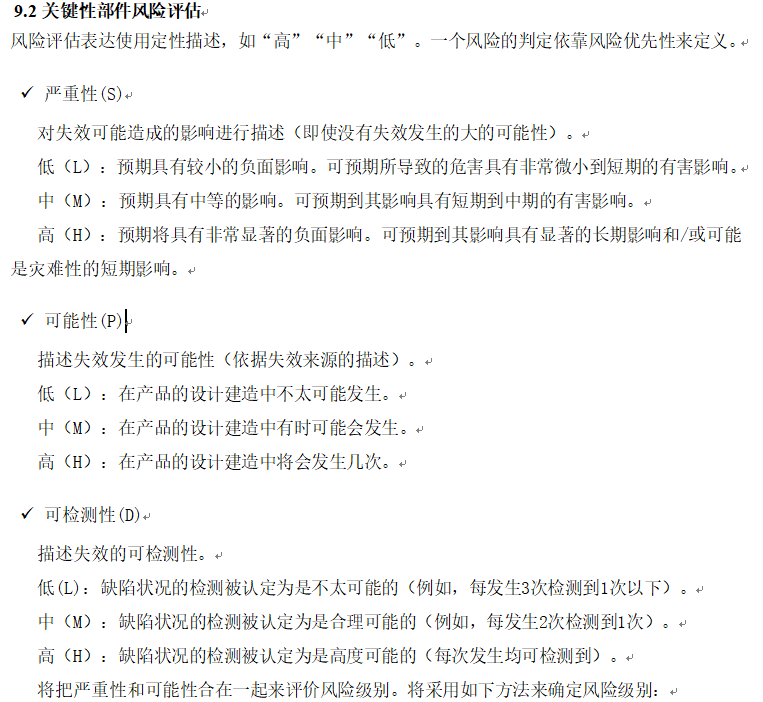 9.2 关键性部件风险评估
风险评估表达使用定性描述，如“高”“中”“低”。一个风险的判定依靠风险优先性来定义。
✓ 严重性(S)
对失效可能造成的影响进行描述（即使没有失效发生的大的可能性）。
低（L）：预期具有较小的负面影响。可预期所导致的危害具有非常微小到短期的有害影响。
中（M）：预期具有中等的影响。可预期到其影响具有短期到中期的有害影响。
高（H）：预期将具有非常显著的负面影响。可预期到其影响具有显著的长期影响和/或可能
是灾难性的短期影响。
✓ 可能性(P)
描述失效发生的可能性（依据失效来源的描述）。
低（L）：在产品的设计建造中不太可能发生。
中（M）：在产品的设计建造中有时可能会发生。
高（H）：在产品的设计建造中将会发生几次。
✓ 可检测性(D)
描述失效的可检测性。
低(L)：缺陷状况的检测被认定为是不太可能的（例如，每发生3次检测到1次以下）。
中（M）：缺陷状况的检测被认定为是合理可能的（例如，每发生2次检测到1次）。
高（H）：缺陷状况的检测被认定为是高度可能的（每次发生均可检测到）。
将把严重性和可能性合在一起来评价风险级别。将采用如下方法来确定风险级别：